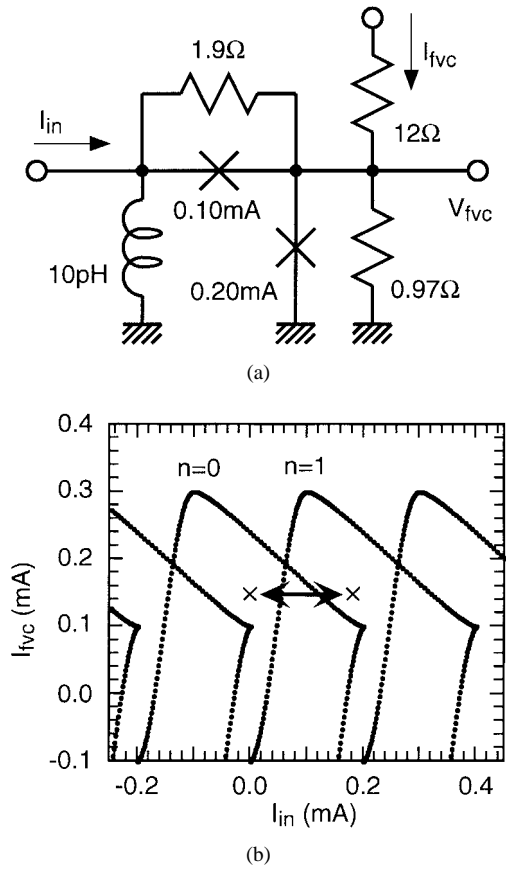 1.9Ω
I_fvc
I_in
12Ω
0.10mA
V_fvc
10pH
0.20mA
0.97Ω
(a)
0.4
n=0
n=1
0.3
0.2
0.1
0.0
-0.1
I_fvc (mA)
-0.2
0.0
0.2
0.4
I_in (mA)
(b)